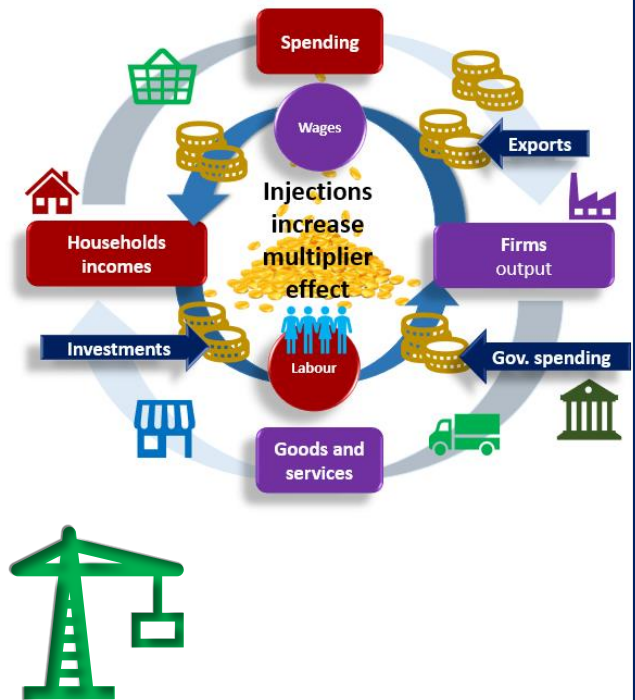 Spending
Wages
Exports
Injections
increase
multiplier
effect
Households
incomes
Firms
output
Investments
Gov. spending
Labour
Goods and
services